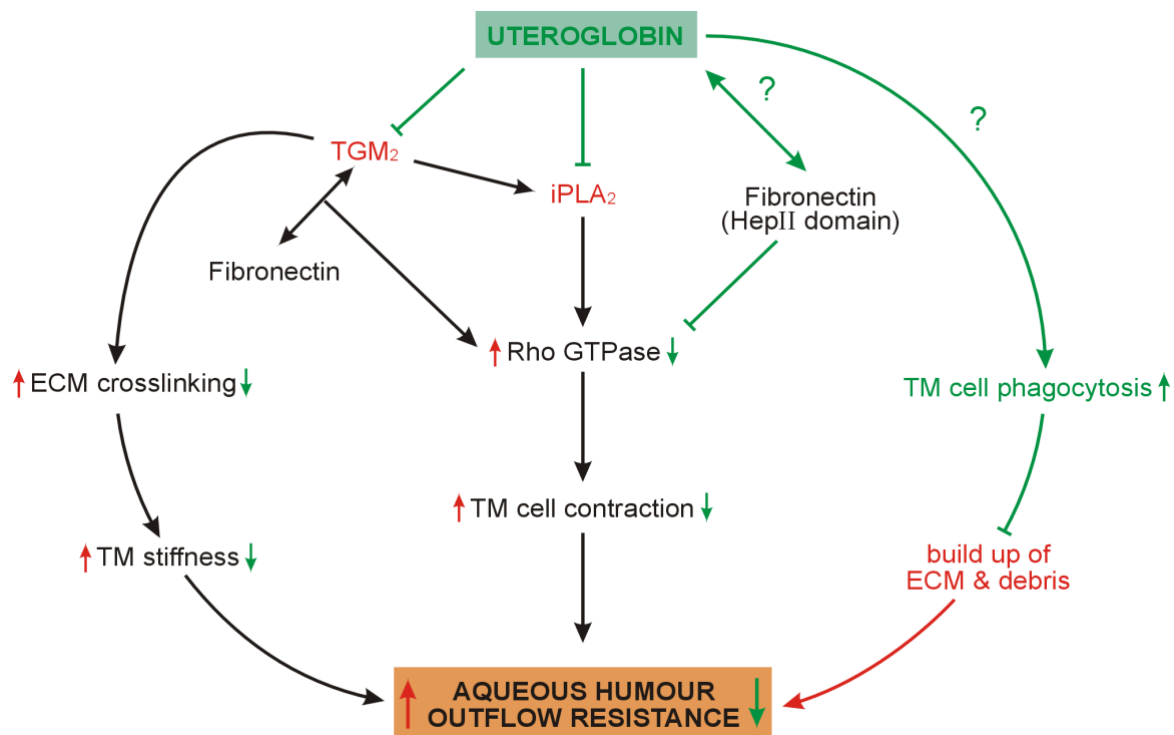 UTEROGLOBIN
?
?
TGM2
iPLA2
Fibronectin
(HepII domain)
Fibronectin
Rho GTPase
ECM crosslinking
TM cell phagocytosis
TM cell contraction
TM stiffness
build up of
ECM & debris
AQUEOUS HUMOUR
OUTFLOW RESISTANCE